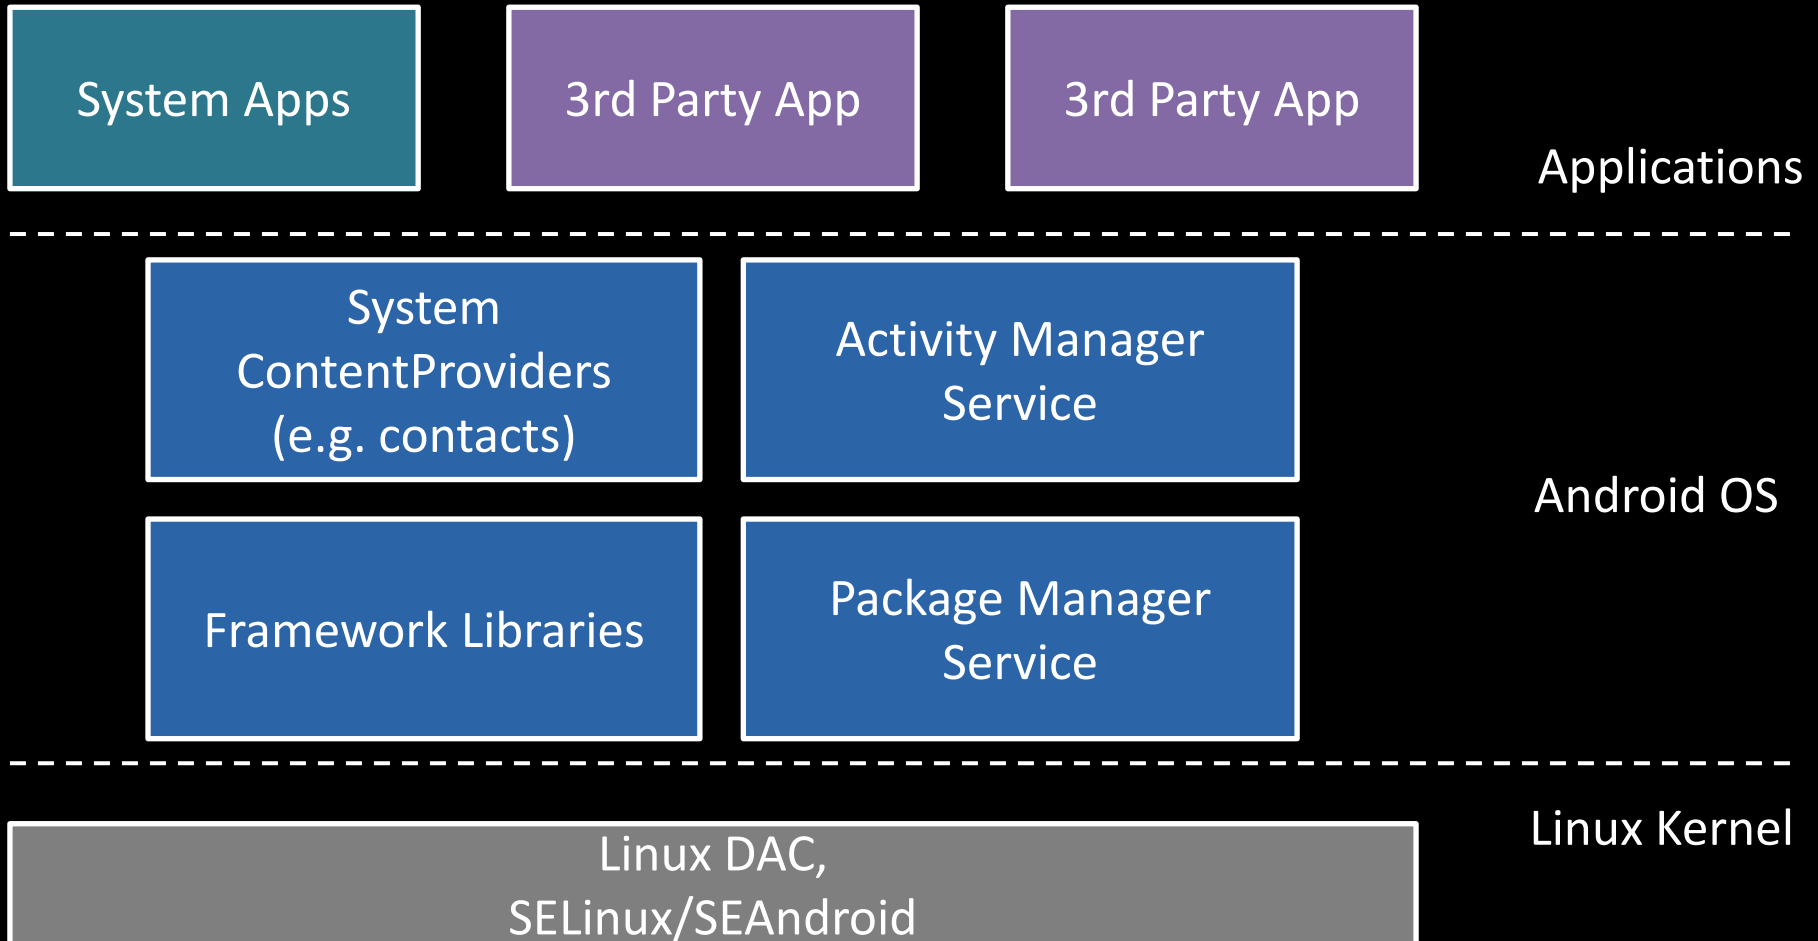 System Apps
3rd Party App
3rd Party App
Applications
System
ContentProviders
(e.g. contacts)
Activity Manager
Service
Android OS
Framework Libraries
Package Manager
Service
Linux Kernel
Linux DAC,
SELinux/SEAndroid